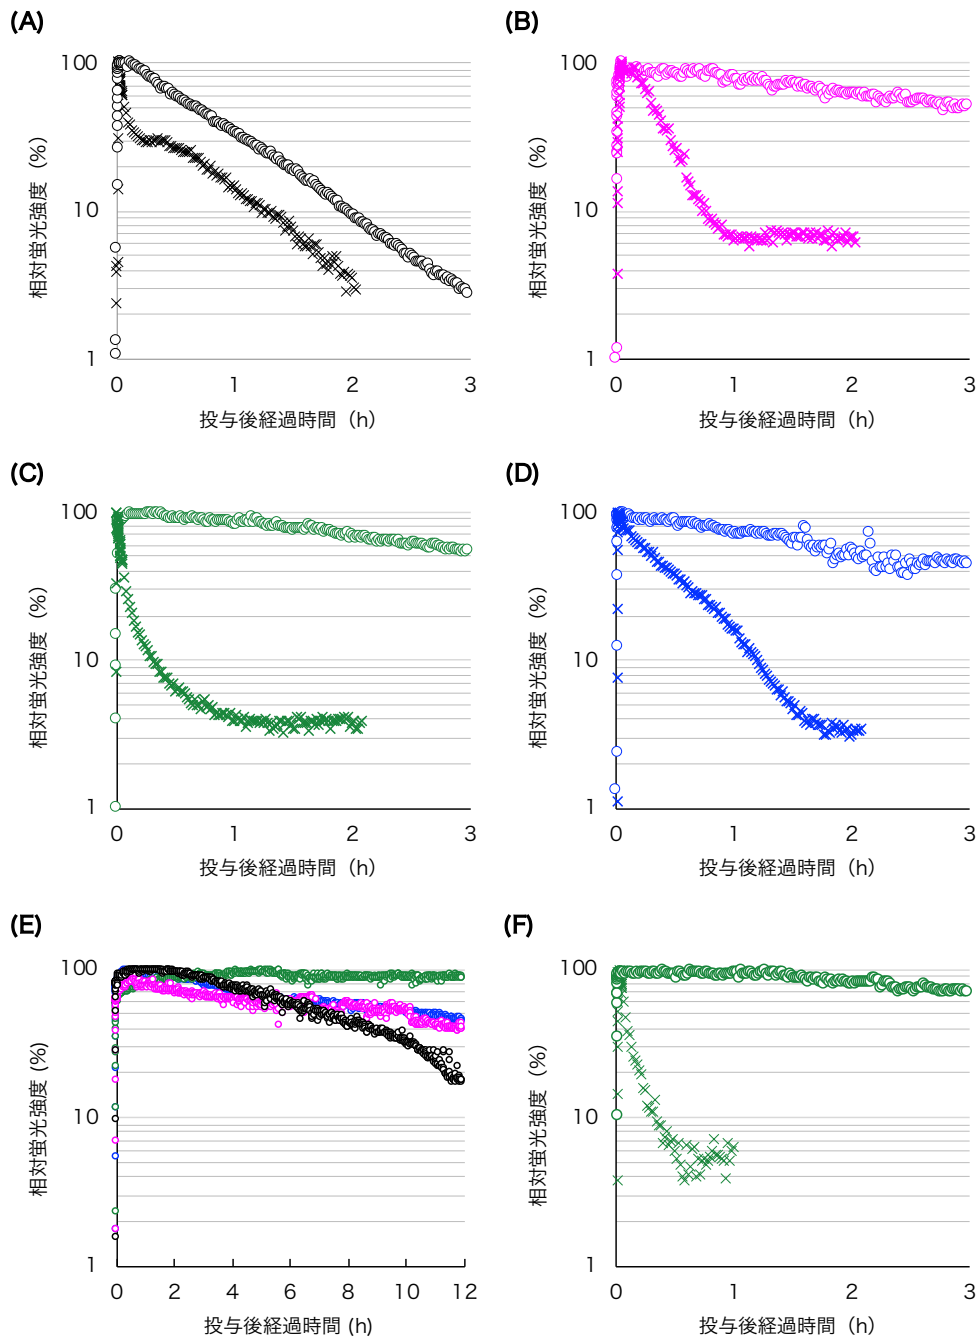 (A)
(B)
100
10
1
相対蛍光強度（%）
0 1 2 3
投与後経過時間（h）
100
10
1
相対蛍光強度（%）
0 1 2 3
投与後経過時間（h）
(C)
(D)
100
10
1
相対蛍光強度（%）
0 1 2 3
投与後経過時間（h）
100
10
1
相対蛍光強度（%）
0 1 2 3
投与後経過時間（h）
(E)
(F)
100
10
1
相対蛍光強度 (%)
0 2 4 6 8 10 12
投与後経過時間 (h)
100
10
1
相対蛍光強度（%）
0 1 2 3
投与後経過時間（h）